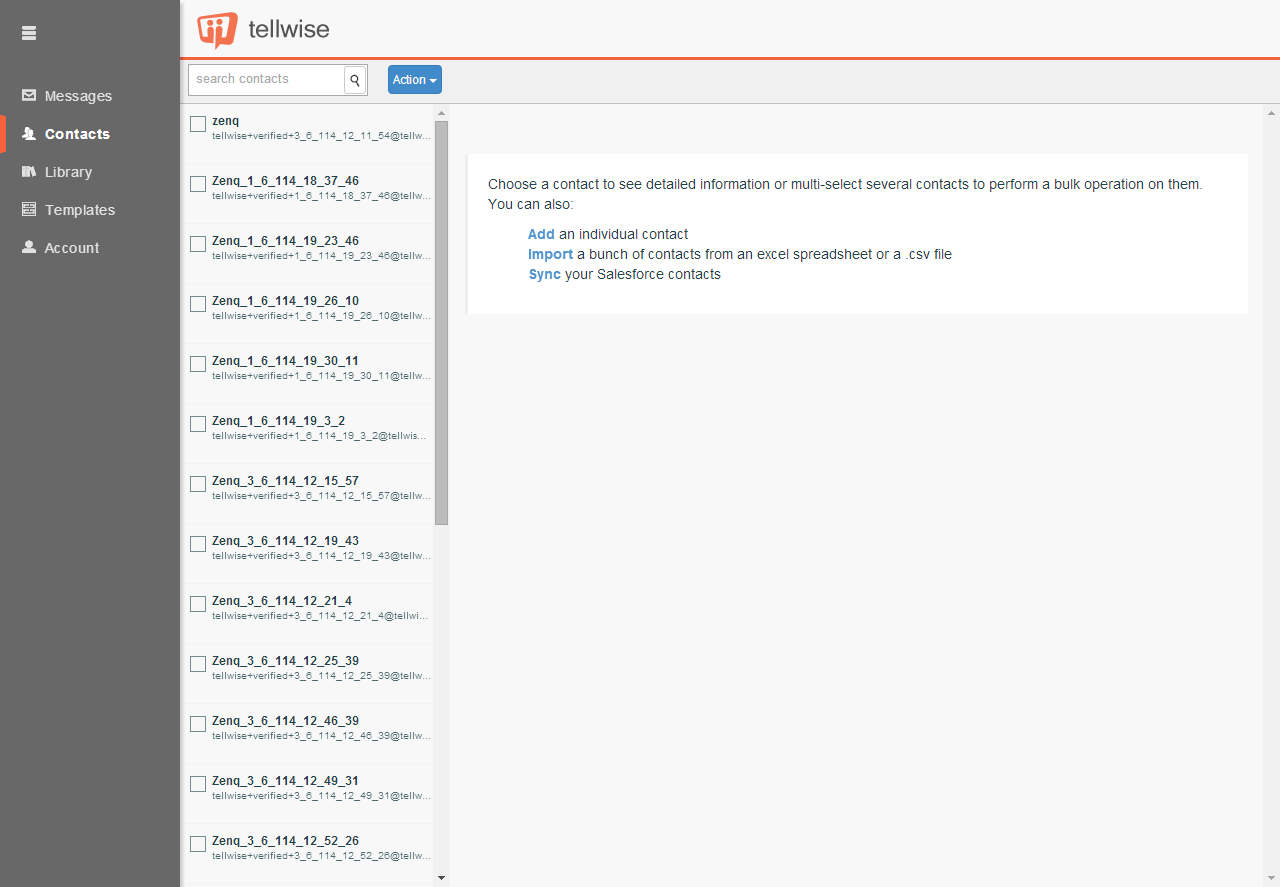 tellwise
search contacts
Action
Messages
Contacts
Library
Templates
Account
zenq
tellwise+verified+3_6_114_12_11_54@tellw...
Zenq_1_6_114_18_37_46
tellwise+verified+1_6_114_18_37_46@tellw...
Zenq_1_6_114_19_23_46
tellwise+verified+1_6_114_19_23_46@tellw...
Zenq_1_6_114_19_26_10
tellwise+verified+1_6_114_19_26_10@tellw...
Zenq_1_6_114_19_30_11
tellwise+verified+1_6_114_19_30_11@tellw...
Zenq_1_6_114_19_3_2
tellwise+verified+1_6_114_19_3_2@tellwis...
Zenq_3_6_114_12_15_57
tellwise+verified+3_6_114_12_15_57@tellw...
Zenq_3_6_114_12_19_43
tellwise+verified+3_6_114_12_19_43@tellw...
Zenq_3_6_114_12_21_4
tellwise+verified+3_6_114_12_21_4@tellwi...
Zenq_3_6_114_12_25_39
tellwise+verified+3_6_114_12_25_39@tellw...
Zenq_3_6_114_12_46_39
tellwise+verified+3_6_114_12_46_39@tellw...
Zenq_3_6_114_12_49_31
tellwise+verified+3_6_114_12_49_31@tellw...
Zenq_3_6_114_12_52_26
tellwise+verified+3_6_114_12_52_26@tellw...
Choose a contact to see detailed information or multi-select several contacts to perform a bulk operation on them.
You can also:
Add an individual contact
Import a bunch of contacts from an excel spreadsheet or a .csv file
Sync your Salesforce contacts